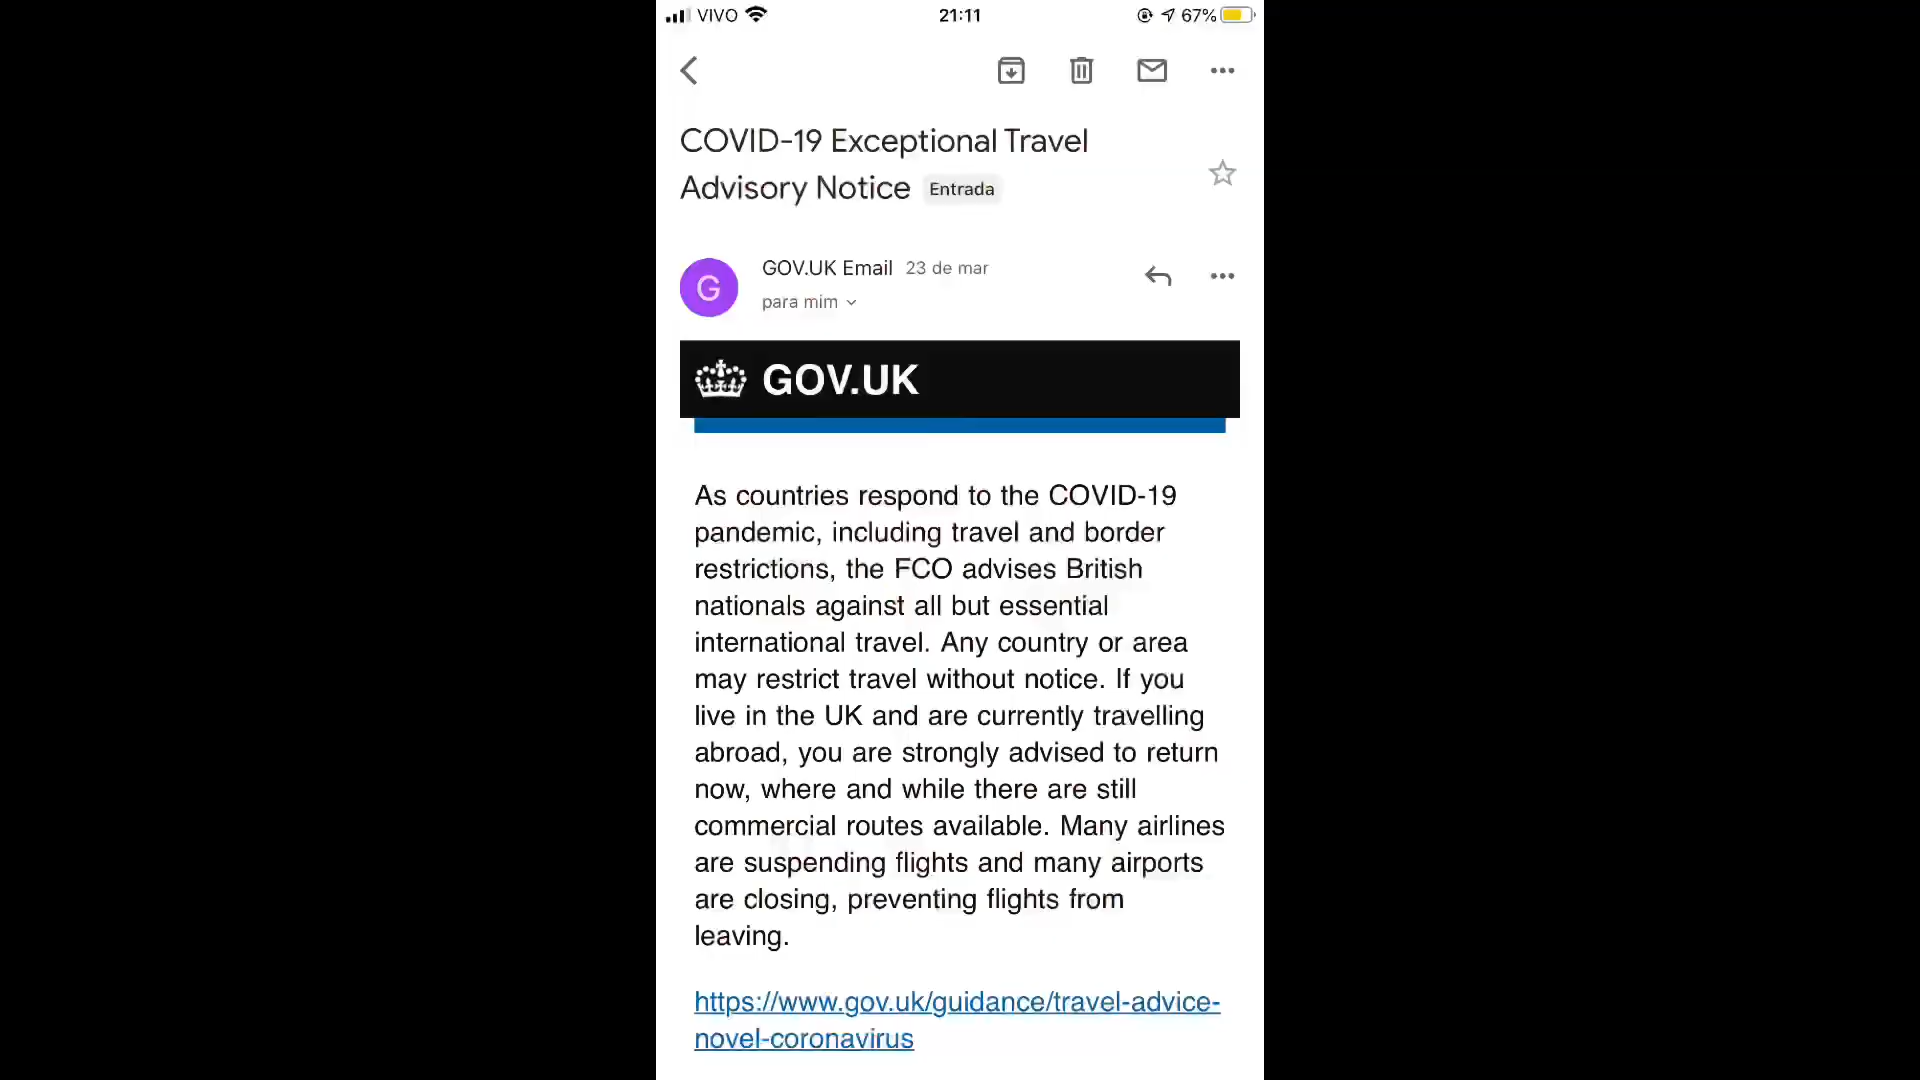 VIVO 21:11 67%
COVID-19 Exceptional Travel
Advisory Notice Entrada
G GOV.UK Email 23 de mar
para mim
GOV.UK
As countries respond to the COVID-19
pandemic, including travel and border
restrictions, the FCO advises British
nationals against all but essential
international travel. Any country or area
may restrict travel without notice. If you
live in the UK and are currently travelling
abroad, you are strongly advised to return
now, where and while there are still
commercial routes available. Many airlines
are suspending flights and many airports
are closing, preventing flights from
leaving.
https://www.gov.uk/guidance/travel-advice-
novel-coronavirus